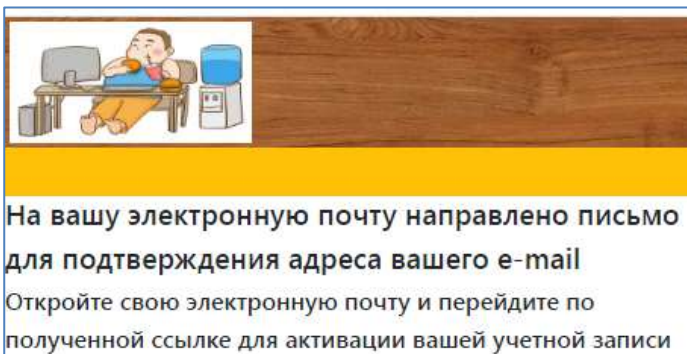 На вашу электронную почту направлено письмо
для подтверждения адреса вашего e-mail
Откройте свою электронную почту и перейдите по
полученной ссылке для активации вашей учетной записи